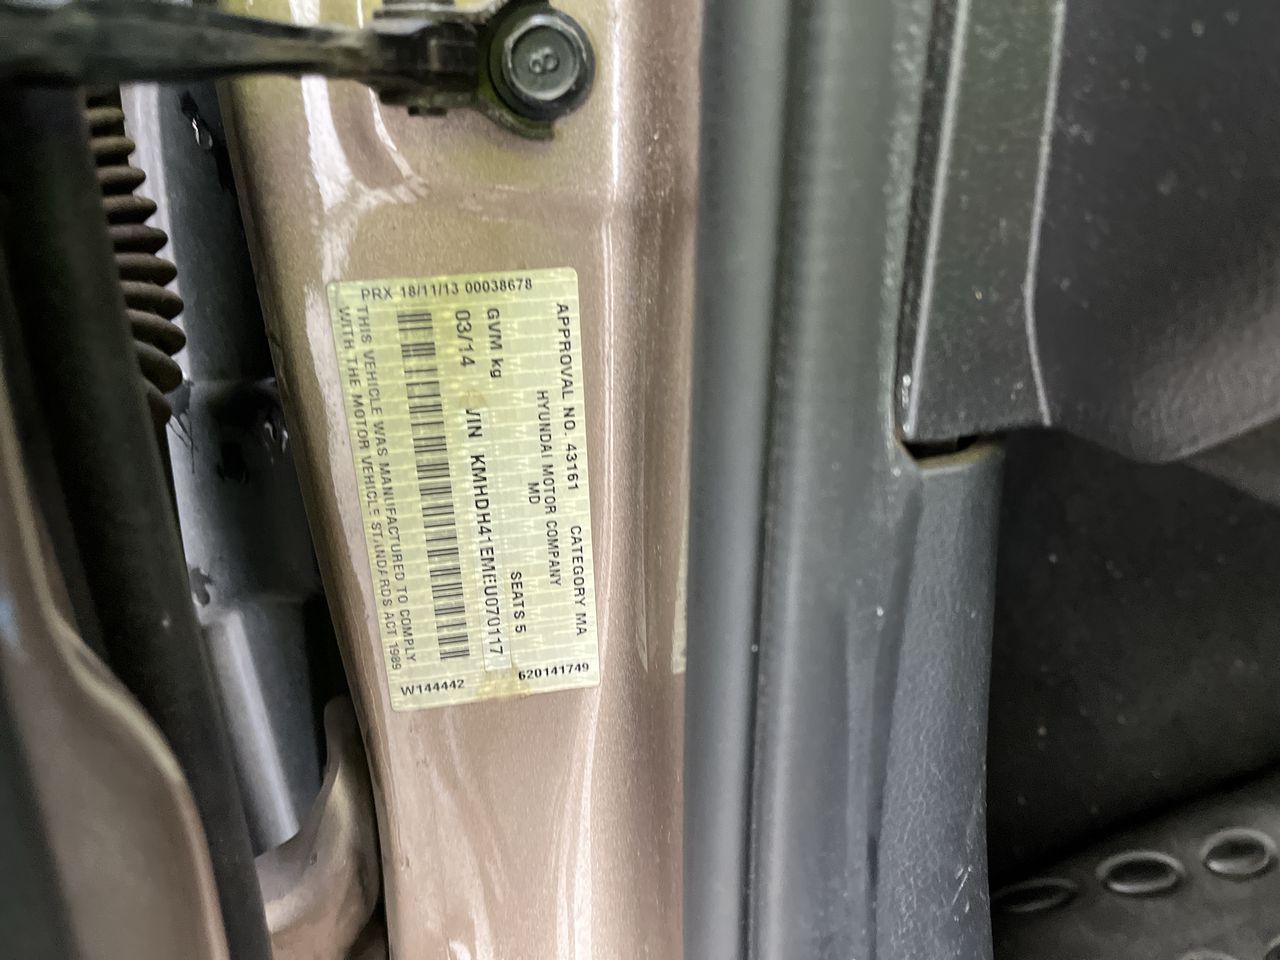 8
PRX 18/11/13 00038678
APPROVAL NO. 43161 CATEGORY MA
HYUNDAI MOTOR COMPANY
MD
GVM kg SEATS 5
03/14 VIN KMHDH41EMEU070117
THIS VEHICLE WAS MANUFACTURED TO COMPLY
WITH THE MOTOR VEHICLE STANDARDS ACT 1989
W144442 620141749